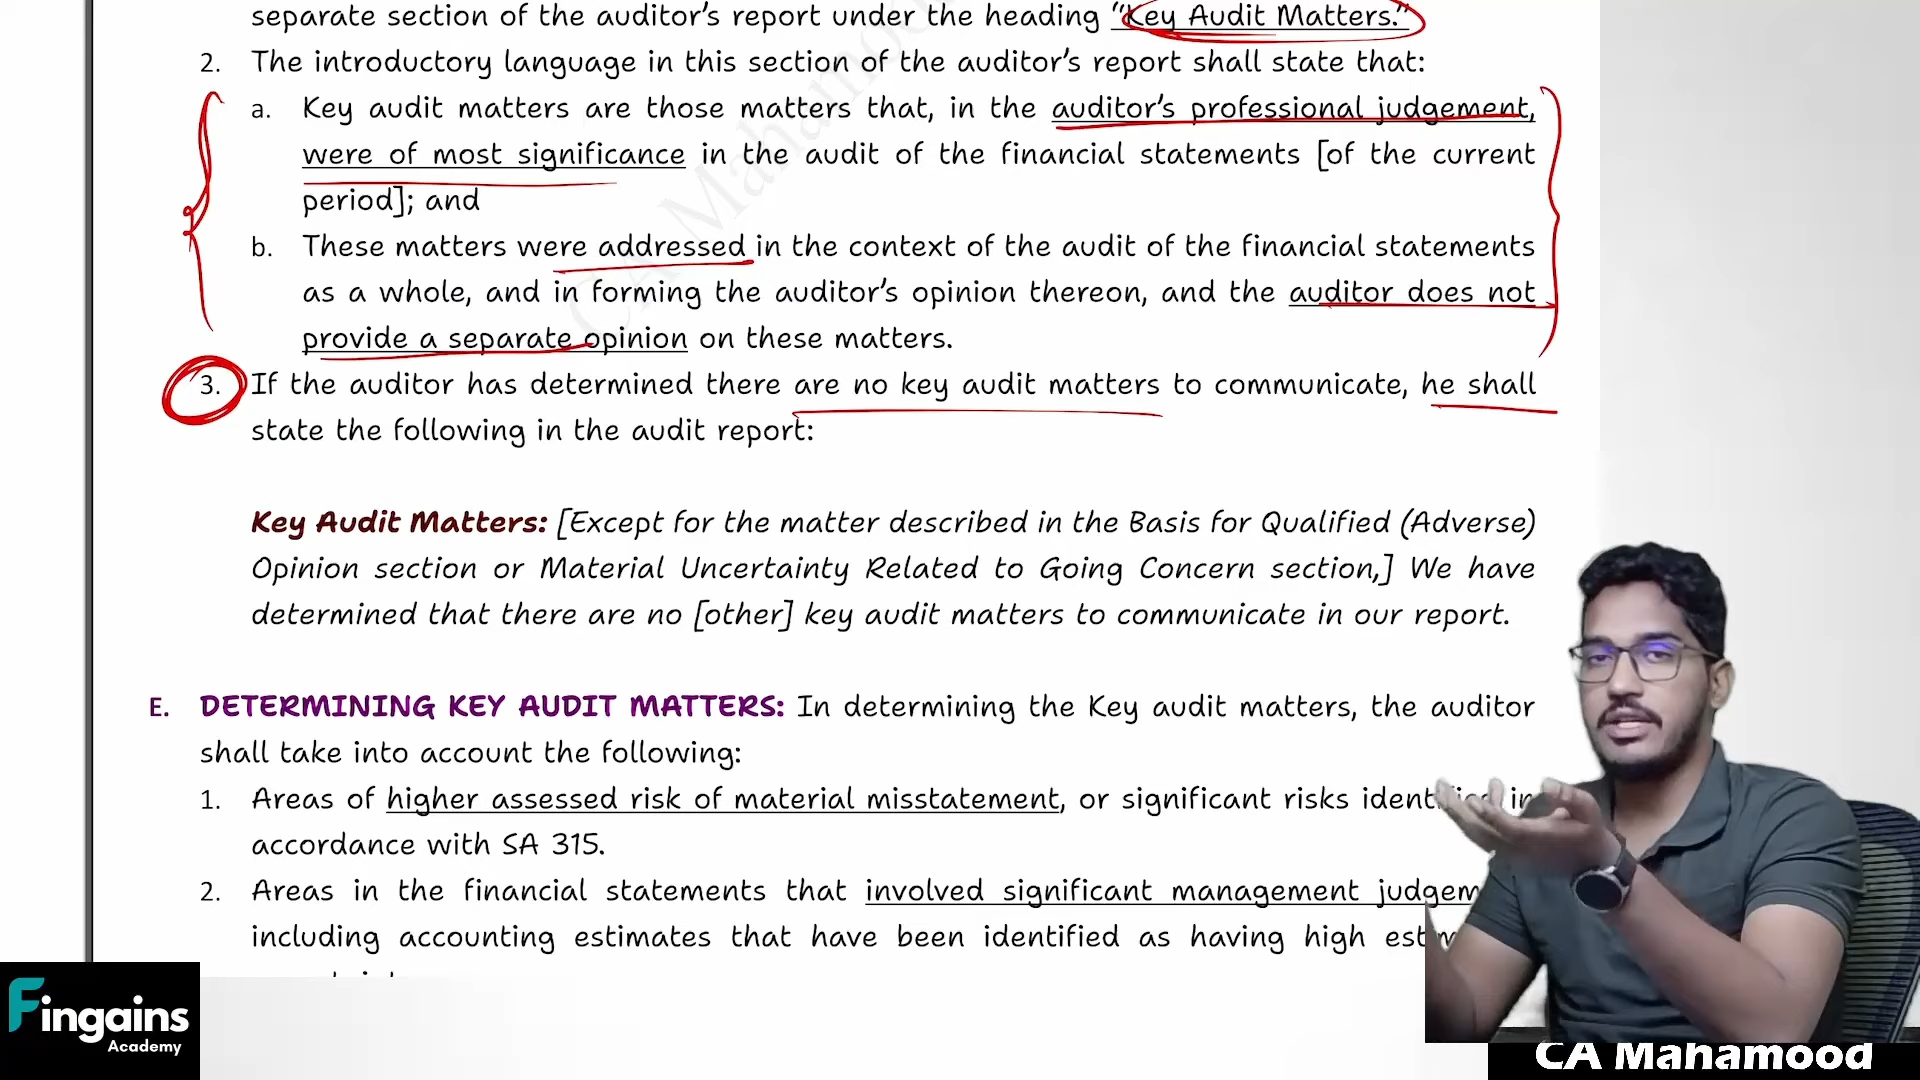 separate section of the auditor's report under the heading "Key Audit Matters."
2. The introductory language in this section of the auditor's report shall state that:
a. Key audit matters are those matters that, in the auditor's professional judgement,
were of most significance in the audit of the financial statements [of the current
period]; and
b. These matters were addressed in the context of the audit of the financial statements
as a whole, and in forming the auditor's opinion thereon, and the auditor does not
provide a separate opinion on these matters.
3. If the auditor has determined there are no key audit matters to communicate, he shall
state the following in the audit report:
Key Audit Matters: [Except for the matter described in the Basis for Qualified (Adverse)
Opinion section or Material Uncertainty Related to Going Concern section,] We have
determined that there are no [other] key audit matters to communicate in our report.
E. DETERMINING KEY AUDIT MATTERS: In determining the Key audit matters, the auditor
shall take into account the following:
1. Areas of higher assessed risk of material misstatement, or significant risks in
accordance with SA 315.
2. Areas in the financial statements that involved significant management
including accounting estimates that have been identified as having high
Fingains
Academy
CA Mahamood